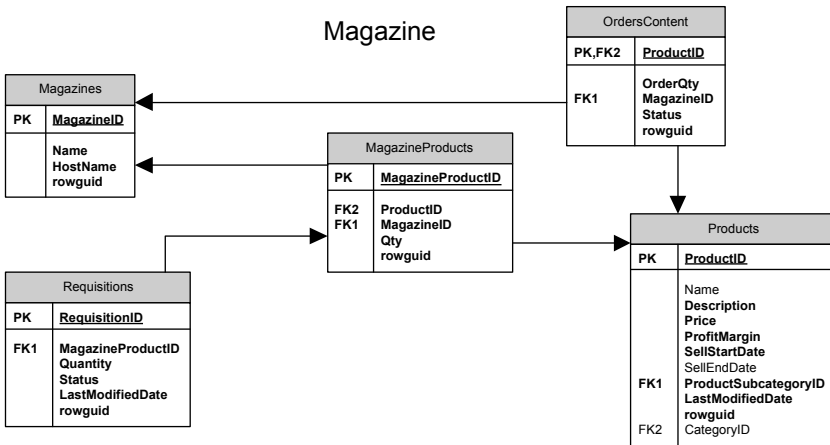 Magazine
OrdersContent
PK,FK2 ProductID
OrderQty
FK1 MagazineID
Status
rowguid
Magazines
PK MagazineID
Name
HostName
rowguid
MagazineProducts
PK MagazineProductID
FK2 ProductID
FK1 MagazineID
Qty
rowguid
Products
PK ProductID
Name
Description
Price
ProfitMargin
SellStartDate
SellEndDate
FK1 ProductSubcategoryID
LastModifiedDate
rowguid
FK2 CategoryID
Requisitions
PK RequisitionID
FK1 MagazineProductID
Quantity
Status
LastModifiedDate
rowguid